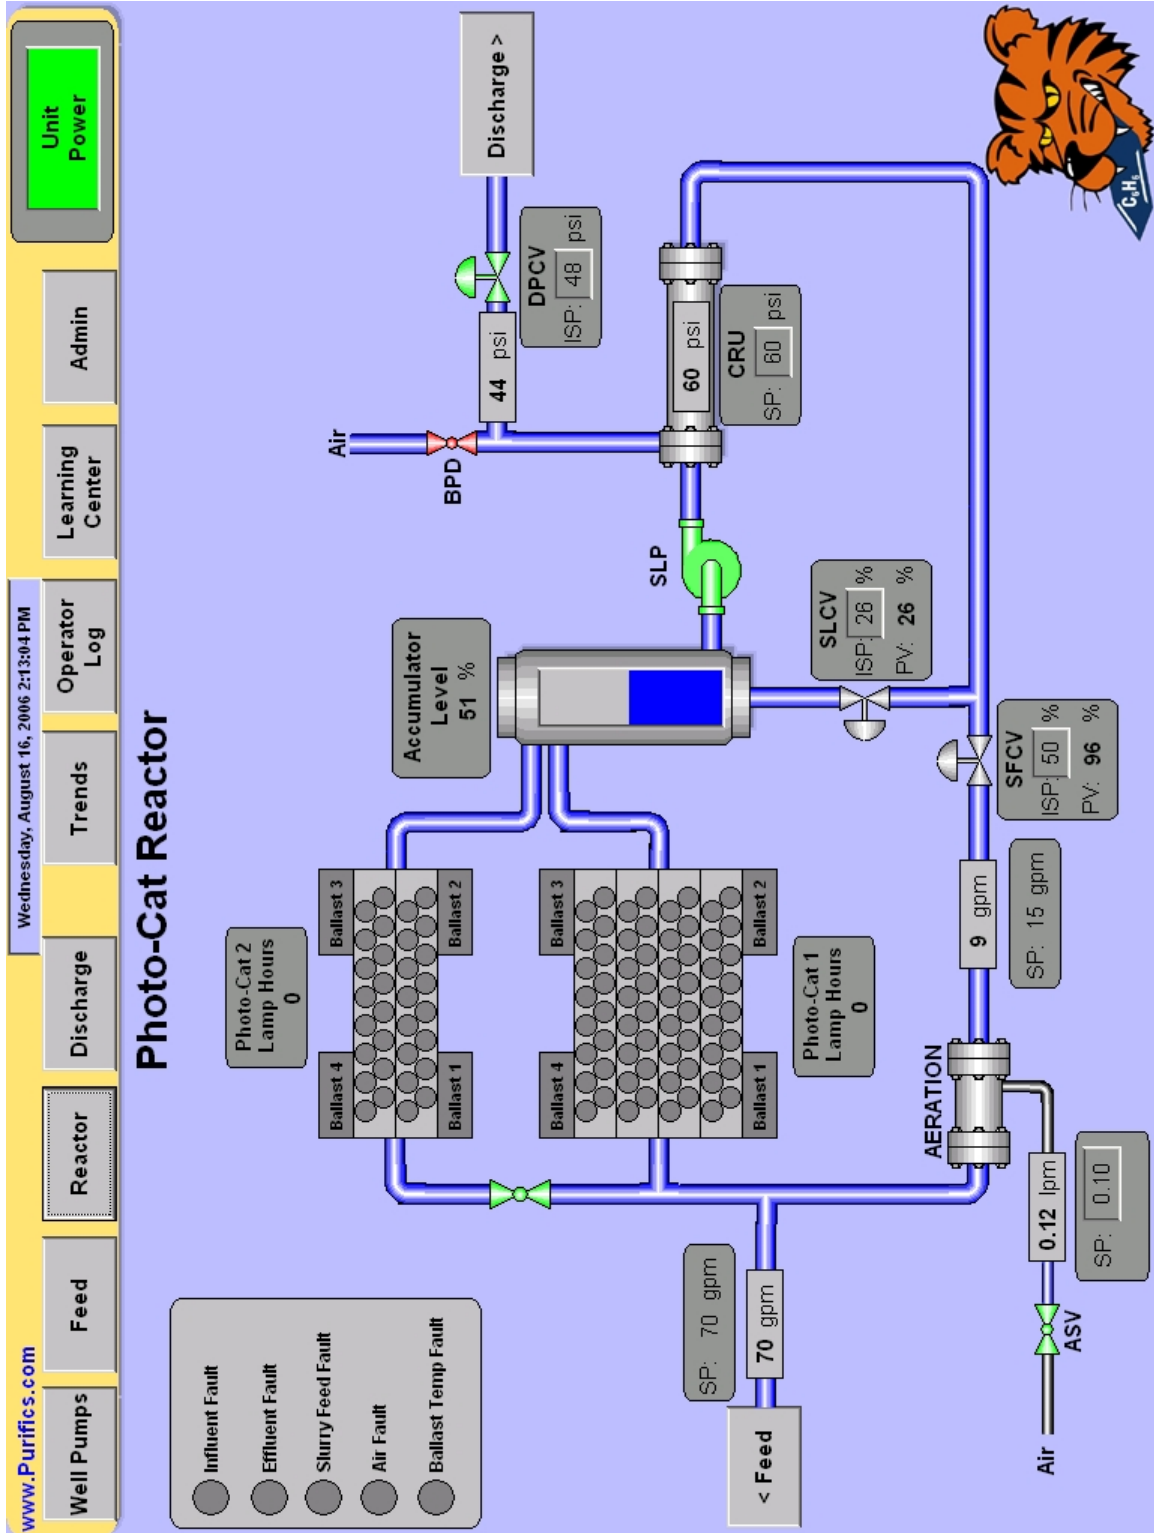 www.Purifics.com
Wednesday, August 16, 2006 2:13:04 PM
Unit
Power
Well Pumps
Feed
Reactor
Discharge
Trends
Operator
Log
Learning
Center
Admin
Photo-Cat Reactor
Influent Fault
Effluent Fault
Slurry Feed Fault
Air Fault
Ballast Temp Fault
Photo-Cat 2
Lamp Hours
0
Ballast 4
Ballast 3
Ballast 1
Ballast 2
Ballast 4
Ballast 3
Ballast 1
Ballast 2
Photo-Cat 1
Lamp Hours
0
Accumulator
Level
51 %
Air
BPD
44 psi
DPCV
ISP: 48 psi
Discharge >
SLP
60 psi
CRU
SP: 60 psi
SLCV
ISP: 26 %
PV: 26 %
SFCV
ISP: 50 %
PV: 96 %
SP: 70 gpm
70 gpm
< Feed
AERATION
9 gpm
SP: 15 gpm
Air
ASV
0.12 lpm
SP: 0.10
C6H6